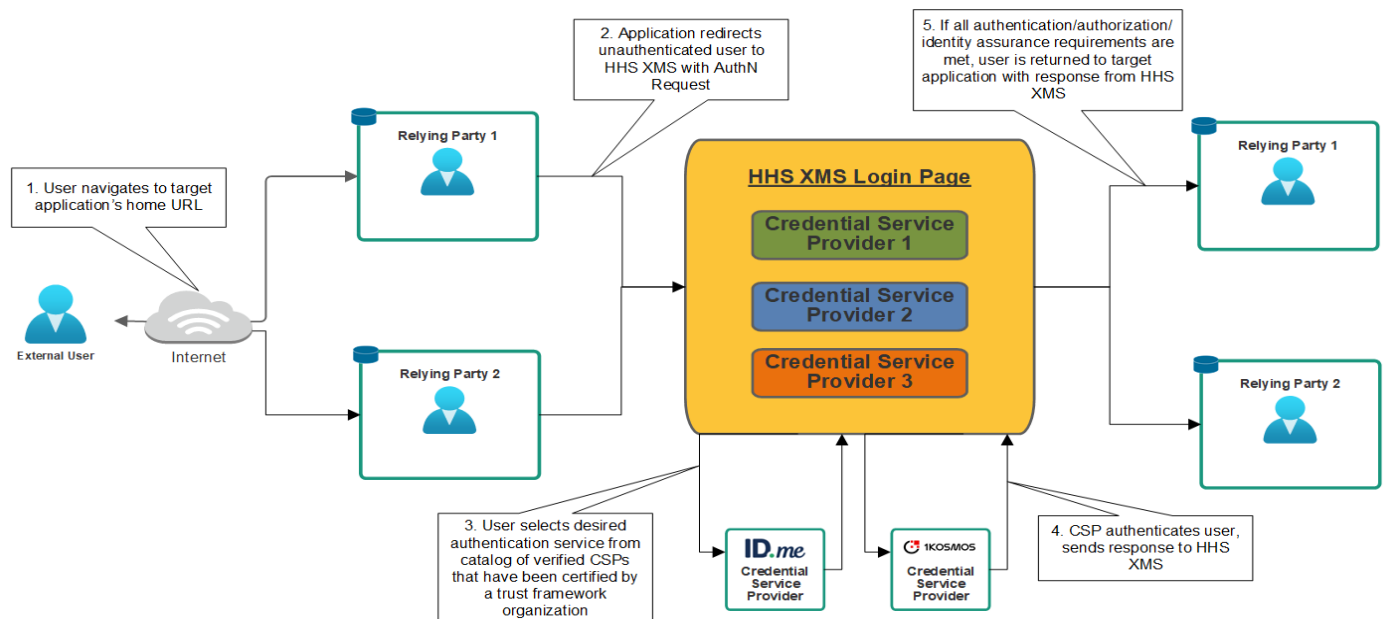 1. User navigates to target
application's home URL
External User
Internet
Relying Party 1
Relying Party 2
2. Application redirects
unauthenticated user to
HHS XMS with AuthN
Request
HHS XMS Login Page
Credential Service
Provider 1
Credential Service
Provider 2
Credential Service
Provider 3
3. User selects desired
authentication service from
catalog of verified CSPs
that have been certified by
a trust framework
organization
ID.me
Credential
Service
Provider
1KOSMOS
Credential
Service
Provider
4. CSP authenticates user,
sends response to HHS
XMS
5. If all authentication/authorization/
identity assurance requirements are
met, user is returned to target
application with response from HHS
XMS
Relying Party 1
Relying Party 2